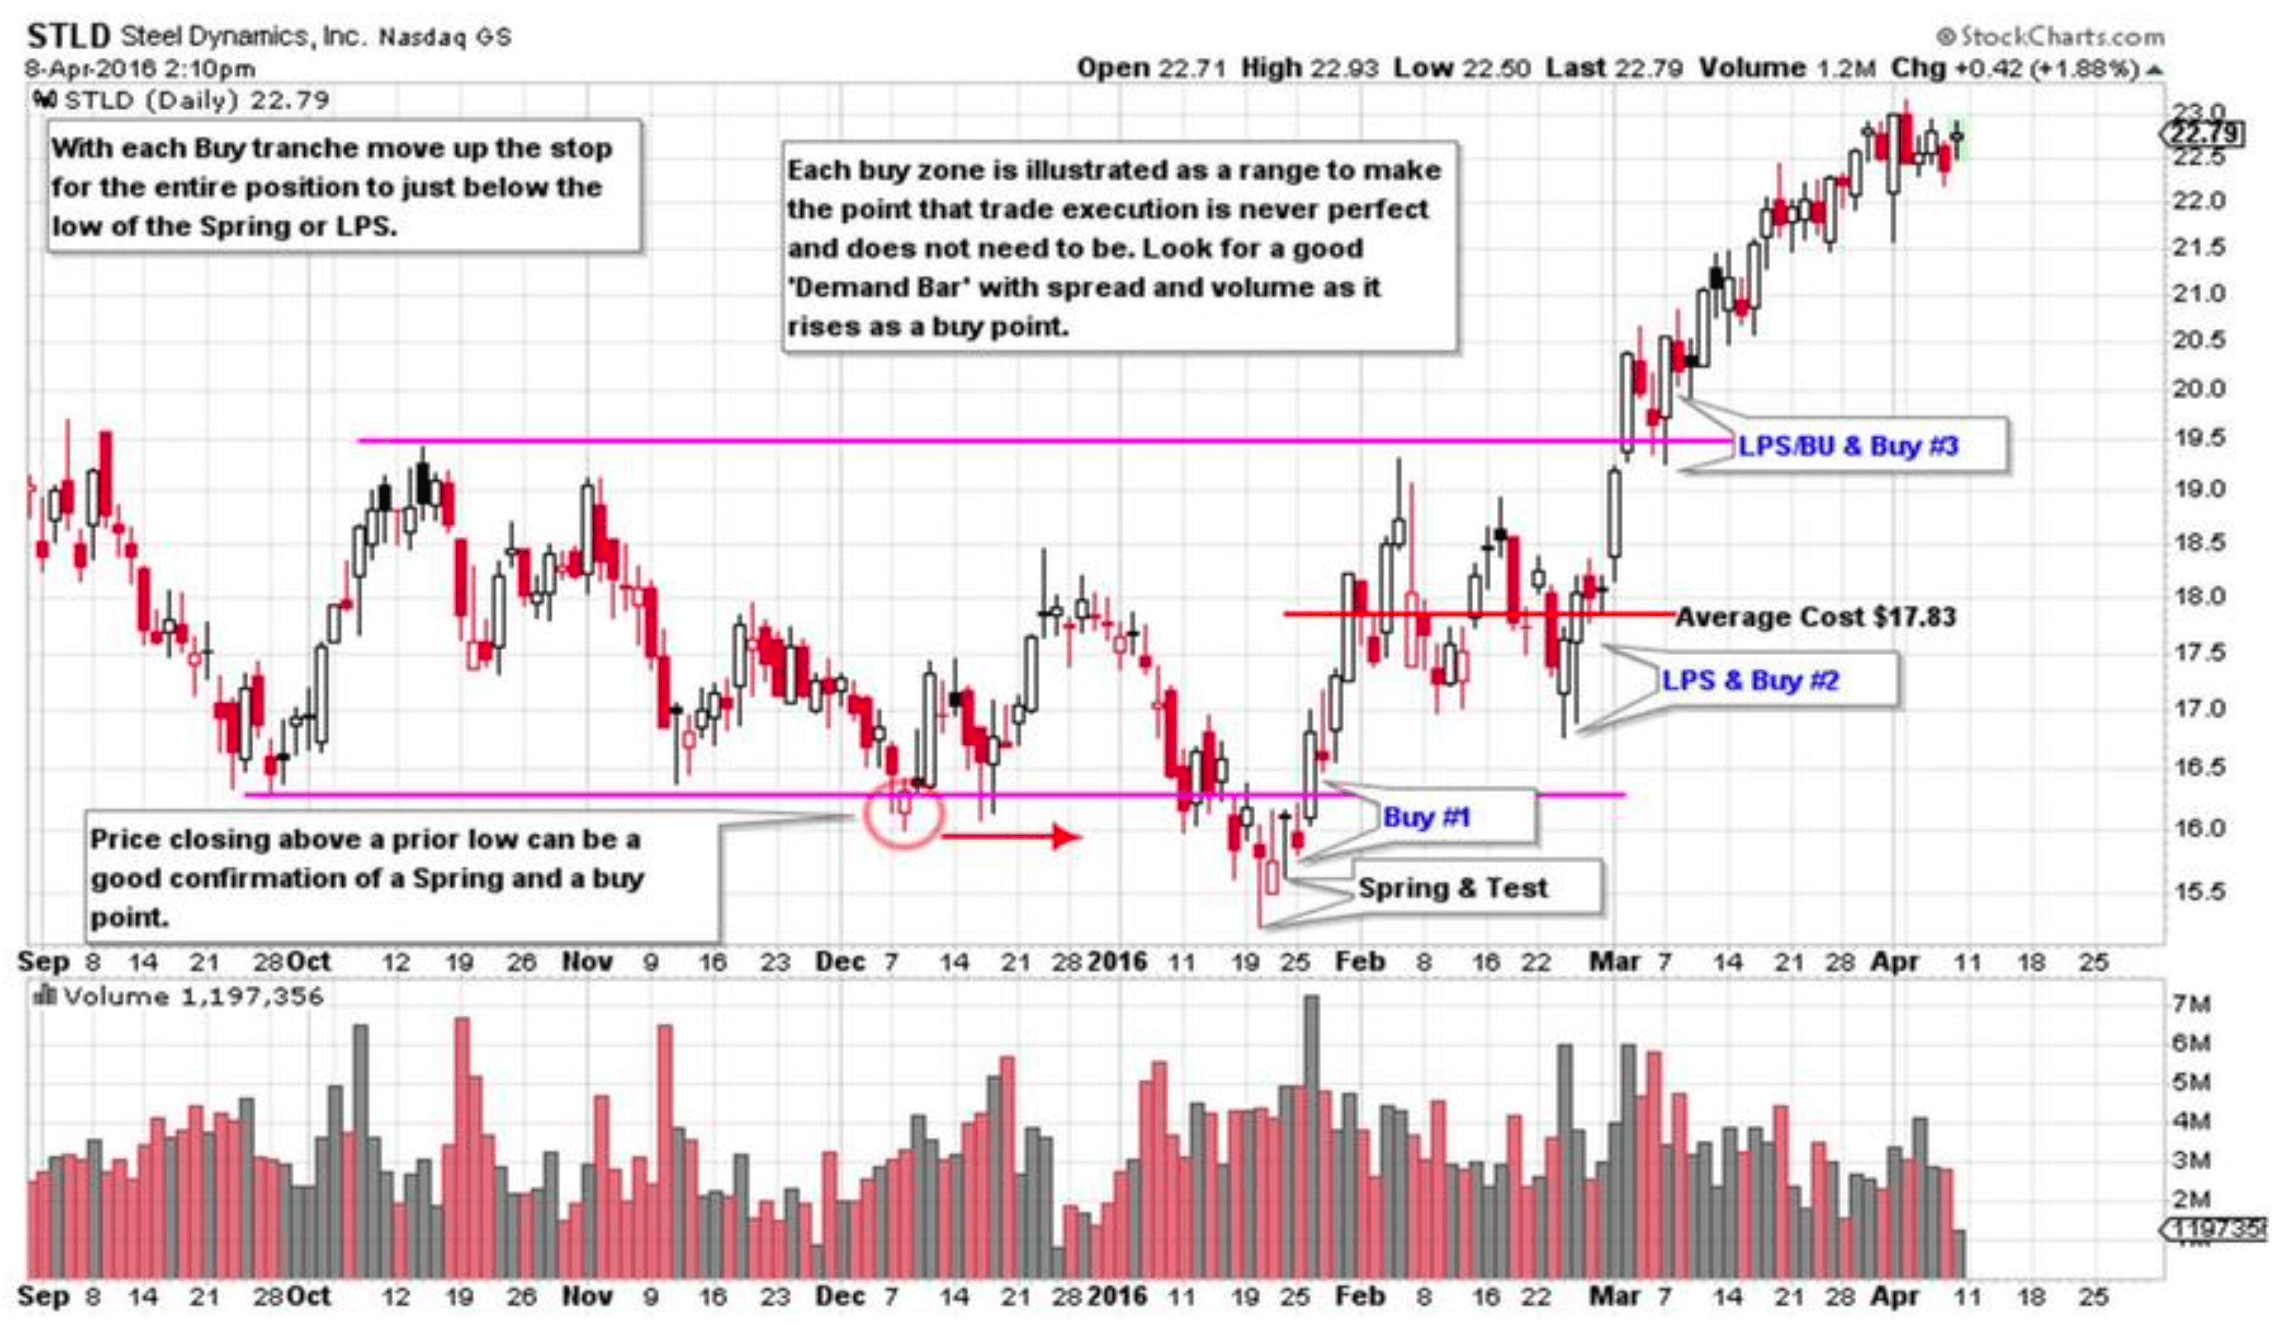 STLD Steel Dynamics, Inc. Nasdaq GS
© StockCharts.com
8-Apr-2016 2:10pm
Open 22.71 High 22.93 Low 22.50 Last 22.79 Volume 1.2M Chg +0.42 (+1.88%)
STLD (Daily) 22.79
With each Buy tranche move up the stop
for the entire position to just below the
low of the Spring or LPS.
Each buy zone is illustrated as a range to make
the point that trade execution is never perfect
and does not need to be. Look for a good
'Demand Bar' with spread and volume as it
rises as a buy point.
23.0
22.79
22.5
22.0
21.5
21.0
20.5
20.0
19.5
19.0
18.5
18.0
17.5
17.0
16.5
16.0
15.5
LPS/BU & Buy #3
Average Cost $17.83
LPS & Buy #2
Buy #1
Spring & Test
Price closing above a prior low can be a
good confirmation of a Spring and a buy
point.
Sep 8 14 21 28 Oct 12 19 26 Nov 9 16 23 Dec 7 14 21 28 2016 11 19 25 Feb 8 16 22 Mar 7 14 21 28 Apr 11 18 25
Volume 1,197,356
7M
6M
5M
4M
3M
2M
1197356
Sep 8 14 21 28 Oct 12 19 26 Nov 9 16 23 Dec 7 14 21 28 2016 11 19 25 Feb 8 16 22 Mar 7 14 21 28 Apr 11 18 25